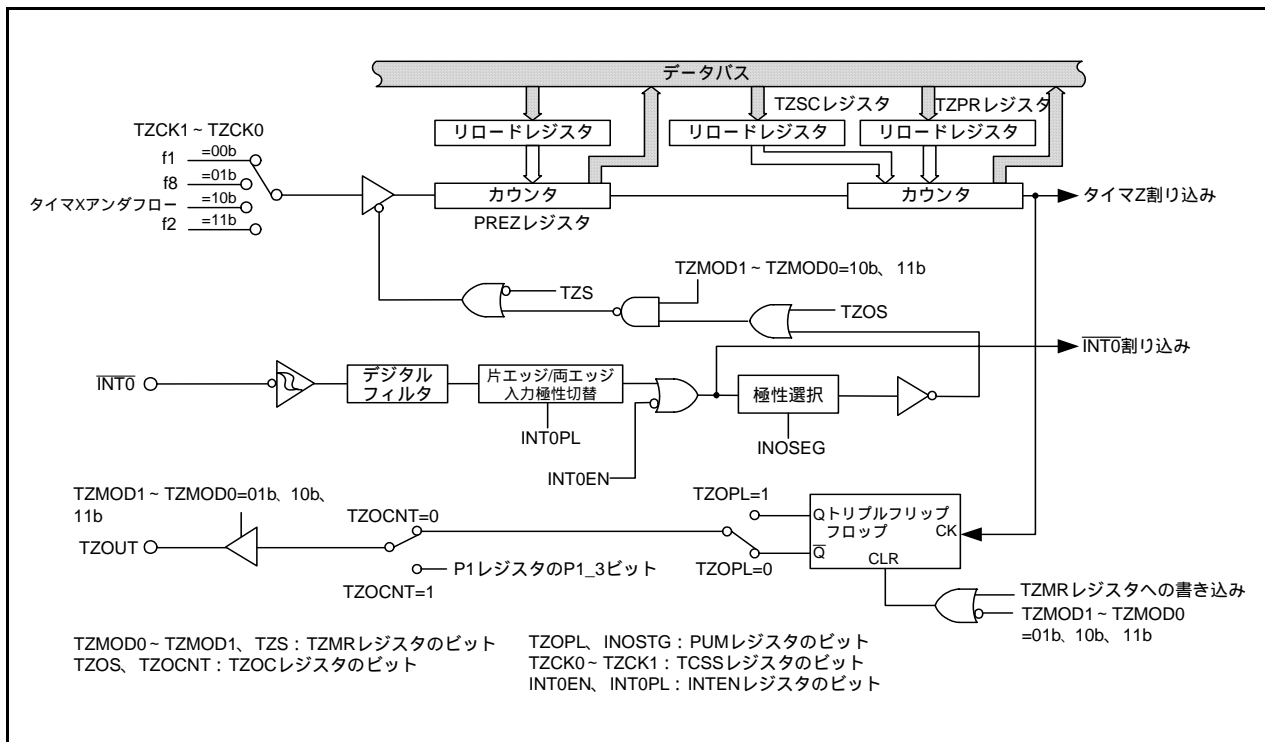 データバス
TZSCレジスタ
TZPRレジスタ
リロードレジスタ
リロードレジスタ
リロードレジスタ
TZCK1~TZCK0
f1
=00b
f8
=01b
タイマXアンダフロー
=10b
f2
=11b
カウンタ
PREZレジスタ
カウンタ
タイマZ割り込み
TZMOD1~TZMOD0=10b、11b
TZS
TZOS
INT0割り込み
INT0
デジタル
フィルタ
片エッジ/両エッジ
入力極性切替
INT0PL
INT0EN
極性選択
INOSEG
TZMOD1~TZMOD0=01b、10b、
11b
TZOUT
TZOCNT=0
P1レジスタのP1_3ビット
TZOCNT=1
TZOPL=1
TZOPL=0
Q
トリプルフリップ
フロップ
CK
Q
CLR
TZMRレジスタへの書き込み
TZMOD1~TZMOD0
=01b、10b、11b
TZMOD0~TZMOD1、TZS:TZMRレジスタのビット
TZOS、TZOCNT:TZOCレジスタのビット
TZOPL、INOSTG:PUMレジスタのビット
TZCK0~TZCK1:TCSSレジスタのビット
INT0EN、INT0PL:INTENレジスタのビット